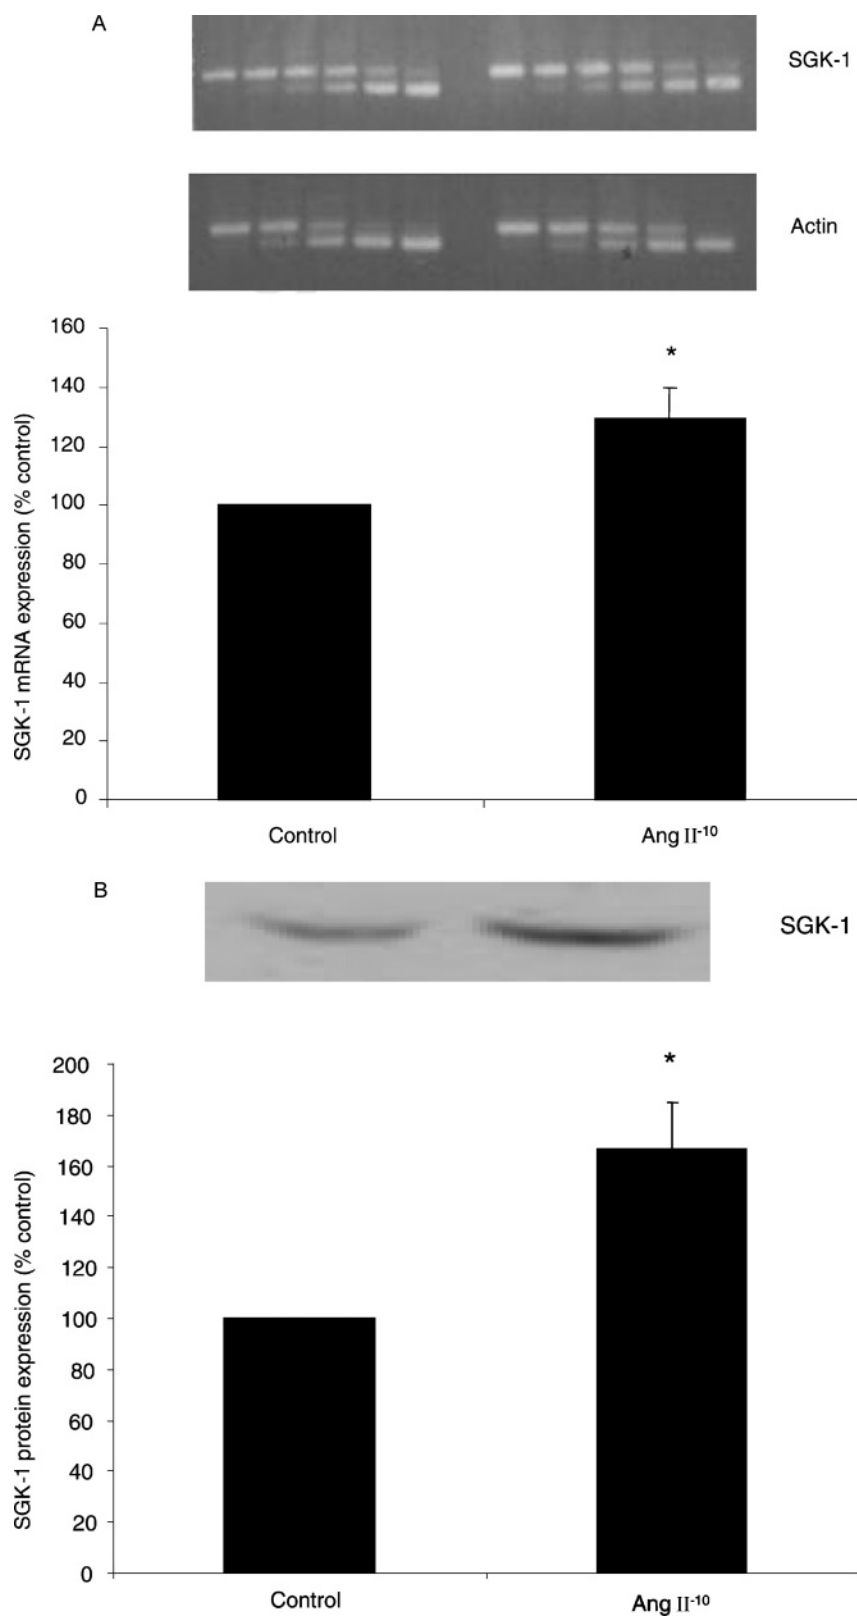 A
SGK-1
Actin
SGK-1 mRNA expression (% control)
160
140
120
100
80
60
40
20
0
*
Control
Ang II⁻¹⁰
B
SGK-1
SGK-1 protein expression (% control)
200
180
160
140
120
100
80
60
40
20
0
*
Control
Ang II⁻¹⁰